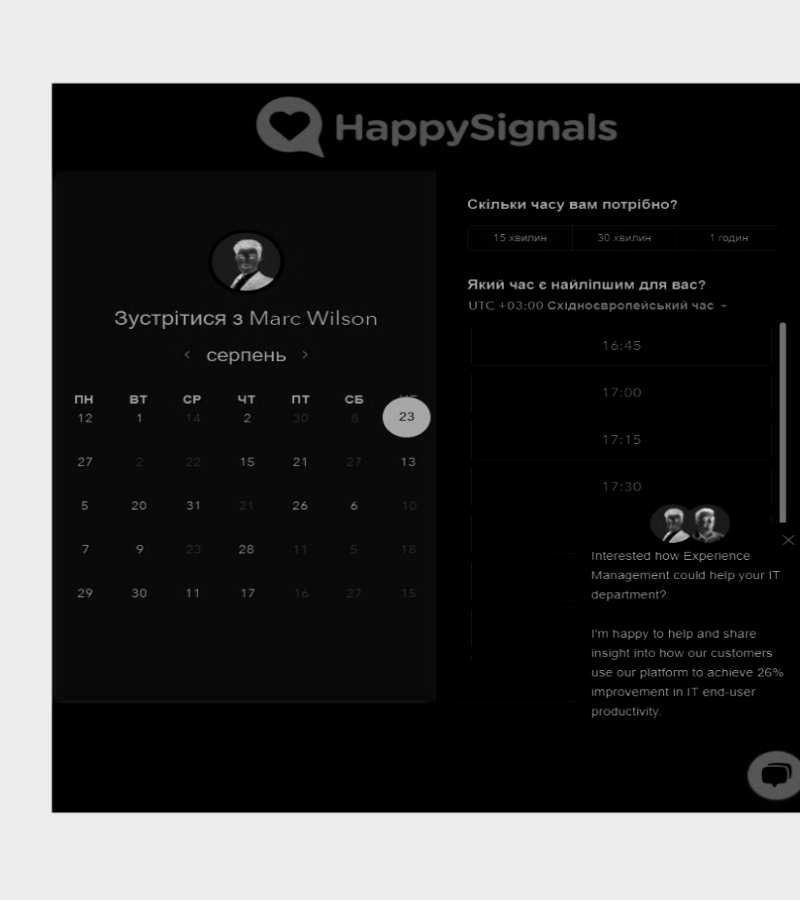 HappySignals
Зустрітися з Marc Wilson
‹ серпень ›
ПН ВТ СР ЧТ ПТ СБ
12 1 14 2 30 8 23
27 2 22 15 21 27 13
5 20 31 21 26 6 10
7 9 23 28 11 5 18
29 30 11 17 16 27 15
Скільки часу вам потрібно?
15 хвилин 30 хвилин 1 годин
Який час є найліпшим для вас?
UTC +03:00 Східноєвропейський час
16:45
17:00
17:15
17:30
Interested how Experience
Management could help your IT
department?
I'm happy to help and share
insight into how our customers
use our platform to achieve 26%
improvement in IT end-user
productivity.